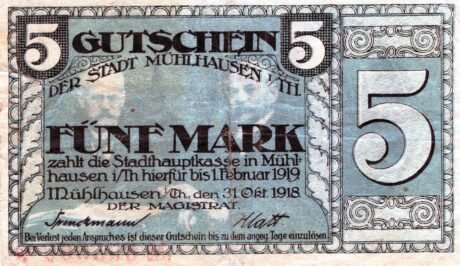 5 GUTSCHEIN 5
DER STADT MÜHLHAUSEN i/TH.
FÜNF MARK
zahlt die Stadthauptkasse in Mühl-
hausen i/Th hierfür bis 1 Februar 1919
Mühlhausen i/Th, den 31 Okt 1918
DER MAGISTRAT
Bei Verlust jeden Anspruches ist dieser Gutschein bis zu dem angeg Tage einzulösen.
5